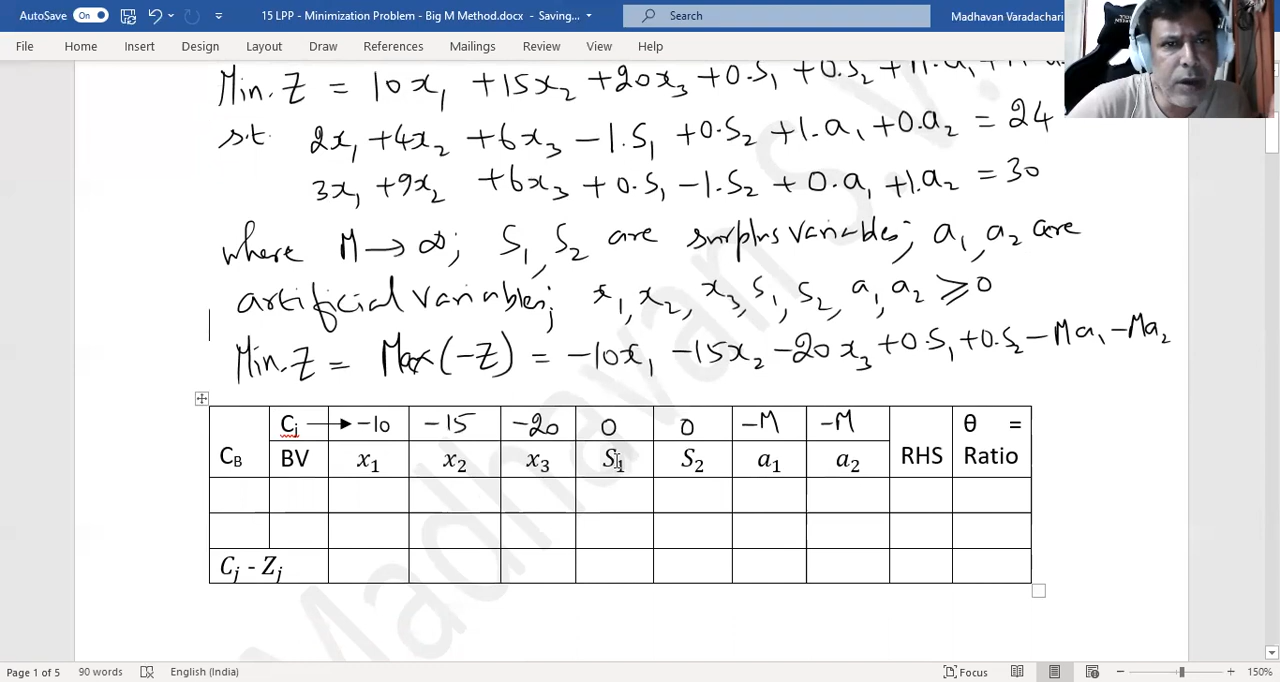 AutoSave On 15 LPP - Minimization Problem - Big M Method.docx - Saving... Search Madhavan Varadachari
File Home Insert Design Layout Draw References Mailings Review View Help
Min. Z = 10x₁ +15x₂ +20x₃ +0.S₁ +0.S₂ +M.a₁ +
s.t 2x₁ +4x₂ +6x₃ -1.S₁ +0.S₂ +1.a₁ +0.a₂ = 24
3x₁ +9x₂ +6x₃ +0.S₁ -1.S₂ +0.a₁ +1.a₂ = 30
where M → ∞; S₁, S₂ are surplus variables; a₁, a₂ are
artificial variables; x₁, x₂, x₃, S₁, S₂, a₁, a₂ ≥ 0
Min. Z = Max (-Z) = -10x₁ -15x₂ -20x₃ +0.S₁ +0.S₂ -Ma₁ -Ma₂
Cj → -10 -15 -20 0 0 -M -M θ =
CB BV x₁ x₂ x₃ S₁ S₂ a₁ a₂ RHS Ratio
Cj - Zj
Madhavan S.V.
Page 1 of 5 90 words English (India) Focus 150%